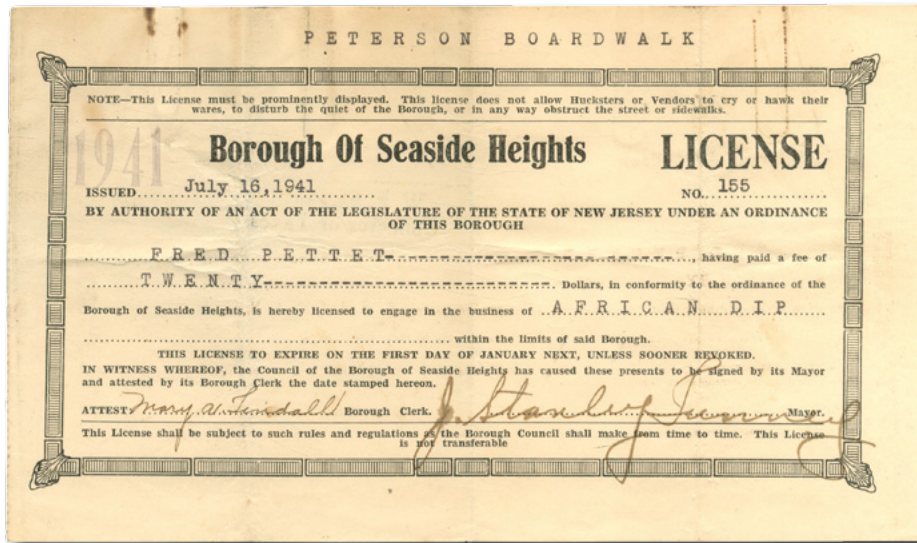 PETERSON BOARDWALK
NOTE—This License must be prominently displayed. This license does not allow Hucksters or Vendors to cry or hawk their
wares, to disturb the quiet of the Borough, or in any way obstruct the street or sidewalks.
1941
Borough Of Seaside Heights LICENSE
ISSUED July 16, 1941 NO. 155
BY AUTHORITY OF AN ACT OF THE LEGISLATURE OF THE STATE OF NEW JERSEY UNDER AN ORDINANCE
OF THIS BOROUGH
FRED PETTET, having paid a fee of
TWENTY Dollars, in conformity to the ordinance of the
Borough of Seaside Heights, is hereby licensed to engage in the business of AFRICAN DIP
within the limits of said Borough.
THIS LICENSE TO EXPIRE ON THE FIRST DAY OF JANUARY NEXT, UNLESS SOONER REVOKED.
IN WITNESS WHEREOF, the Council of the Borough of Seaside Heights has caused these presents to be signed by its Mayor
and attested by its Borough Clerk the date stamped hereon.
ATTEST: Mary V. Tindall Borough Clerk. J. Stanley Tunney Mayor.
This License shall be subject to such rules and regulations as the Borough Council shall make from time to time. This License
is not transferable